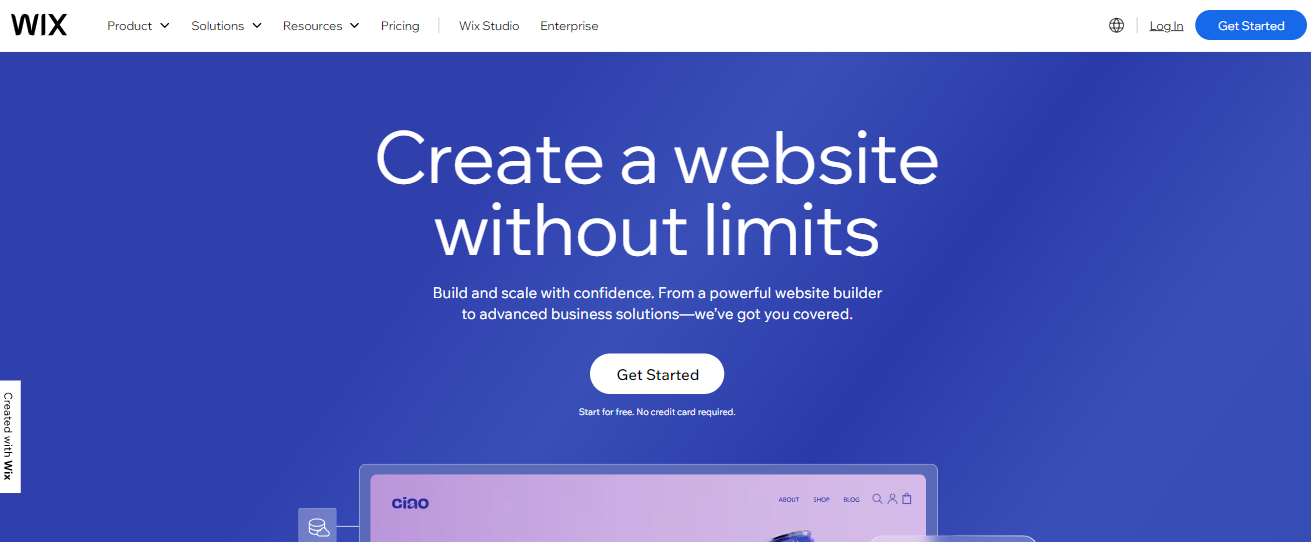 WIX
Product
Solutions
Resources
Pricing
Wix Studio
Enterprise
Log In
Get Started
Create a website
without limits
Build and scale with confidence. From a powerful website builder
to advanced business solutions—we’ve got you covered.
Get Started
Start for free. No credit card required.
Created with Wix
ciao
ABOUT
SHOP
BLOG